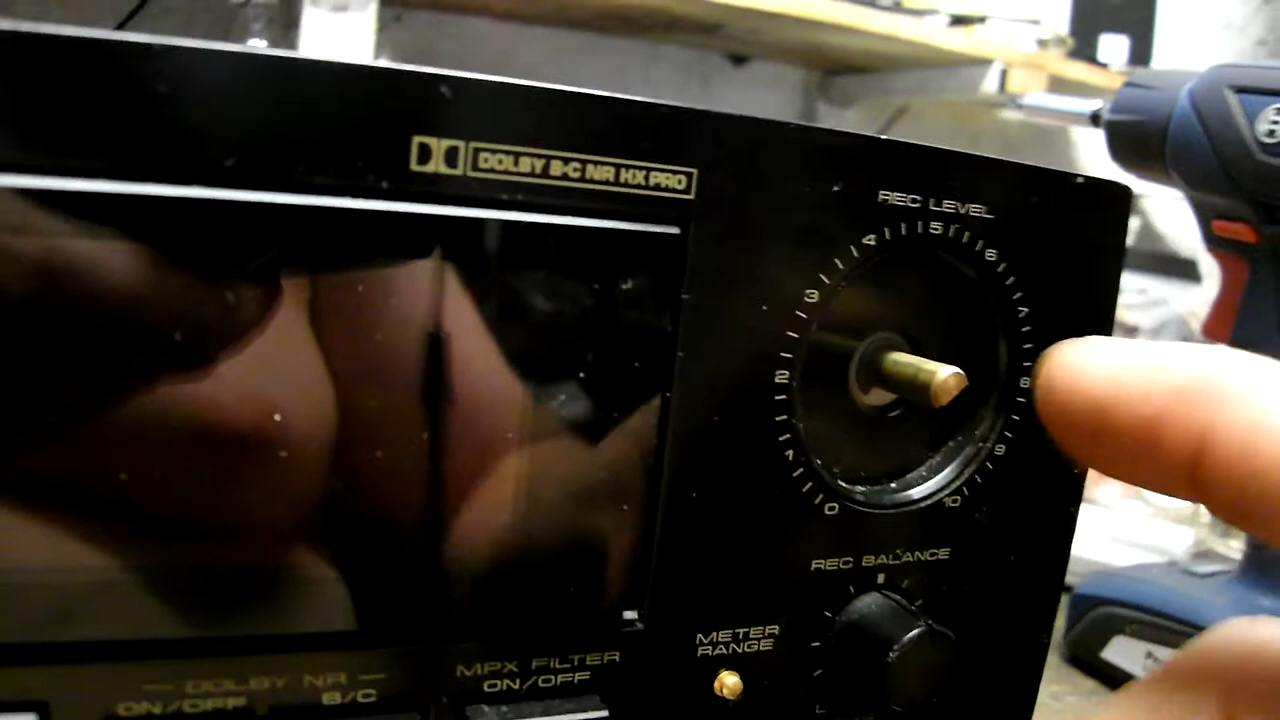 DOLBY B·C NR HX PRO
REC LEVEL
4 5 6
3 7
2 8
1 9
0 10
REC BALANCE
METER
RANGE
MPX FILTER
ON/OFF
— DOLBY NR —
ON/OFF B/C
L